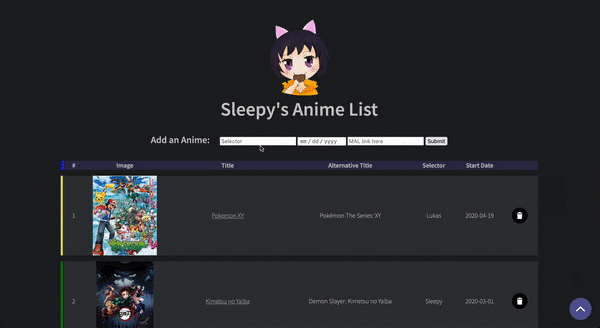 Sleepy's Anime List
Add an Anime: Selector mm / dd / yyyy MAL link here Submit
# Image Title Alternative Title Selector Start Date
1 Pokemon XY Pokémon The Series: XY Lukas 2020-04-19
2 Kimetsu no Yaiba Demon Slayer: Kimetsu no Yaiba Sleepy 2020-03-01